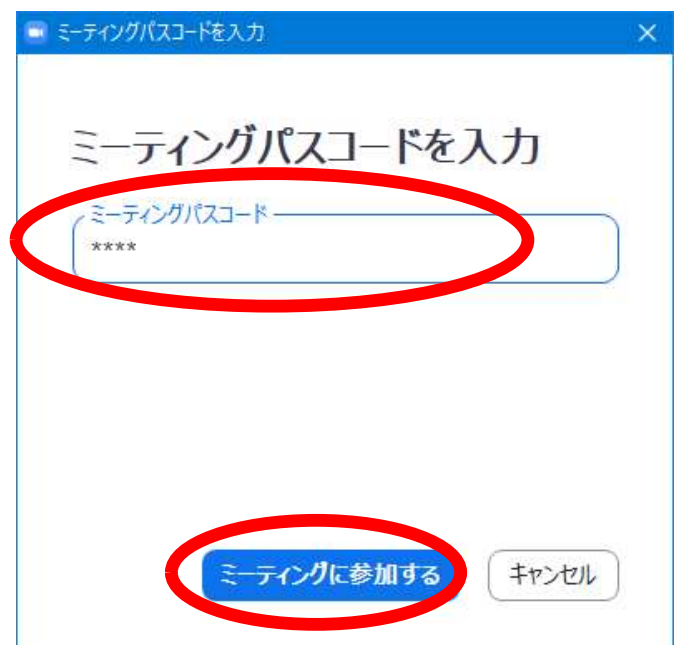 ミーティングパスコードを入力
ミーティングパスコードを入力
ミーティングパスコード
****
ミーティングに参加する キャンセル